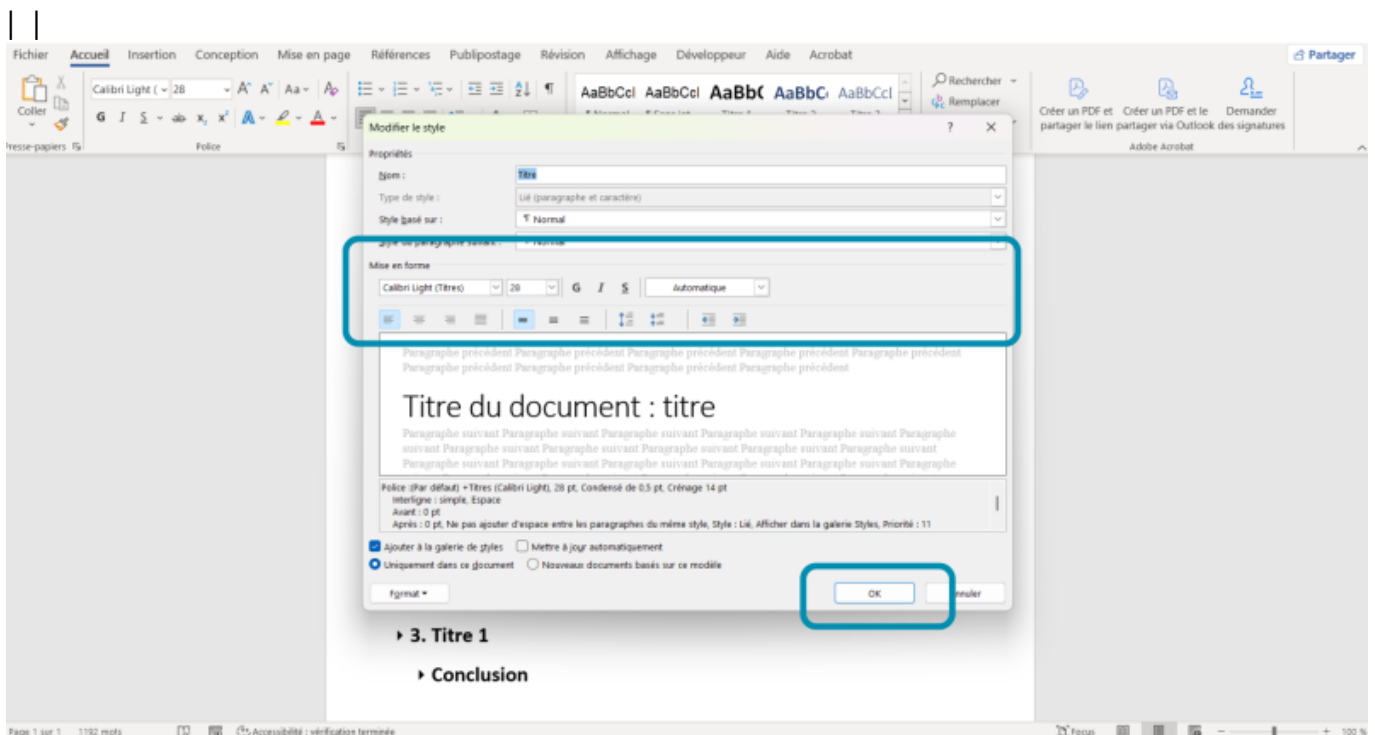 Fichier Accueil Insertion Conception Mise en page Références Publipostage Révision Affichage Développeur Aide Acrobat Partager
Calibri Light ( 28 A^ A˅ Aa AaBbCcI AaBbCcI AaBb( AaBbC AaBbCcI Rechercher
Coller G I S ab x, x² A A Remplacer Créer un PDF et Créer un PDF et le Demander
partager le lien partager via Outlook des signatures
Presse-papiers Police Adobe Acrobat
Modifier le style ? ×
Propriétés
Nom : Titre
Type de style : Lié (paragraphe et caractère)
Style basé sur : ¶ Normal
Style du paragraphe suivant : Normal
Mise en forme
Calibri Light (Titres) 28 G I S Automatique
Paragraphe précédent Paragraphe précédent Paragraphe précédent Paragraphe précédent Paragraphe précédent
Paragraphe précédent Paragraphe précédent Paragraphe précédent Paragraphe précédent
Titre du document : titre
Paragraphe suivant Paragraphe suivant Paragraphe suivant Paragraphe suivant Paragraphe suivant Paragraphe
suivant Paragraphe suivant Paragraphe suivant Paragraphe suivant Paragraphe suivant Paragraphe suivant
Paragraphe suivant Paragraphe suivant Paragraphe suivant Paragraphe suivant Paragraphe suivant Paragraphe
Police :(Par défaut) +Titres (Calibri Light), 28 pt, Condensé de 0,5 pt, Crénage 14 pt
Interligne : simple, Espace
Avant : 0 pt
Après : 0 pt, Ne pas ajouter d'espace entre les paragraphes du même style, Style : Lié, Afficher dans la galerie Styles, Priorité : 11
Ajouter à la galerie de styles Mettre à jour automatiquement
Uniquement dans ce document Nouveaux documents basés sur ce modèle
Format OK nnuler
3. Titre 1
Conclusion
Page 1 sur 1 1192 mots Accessibilité : vérification terminée Focus - + 100 %